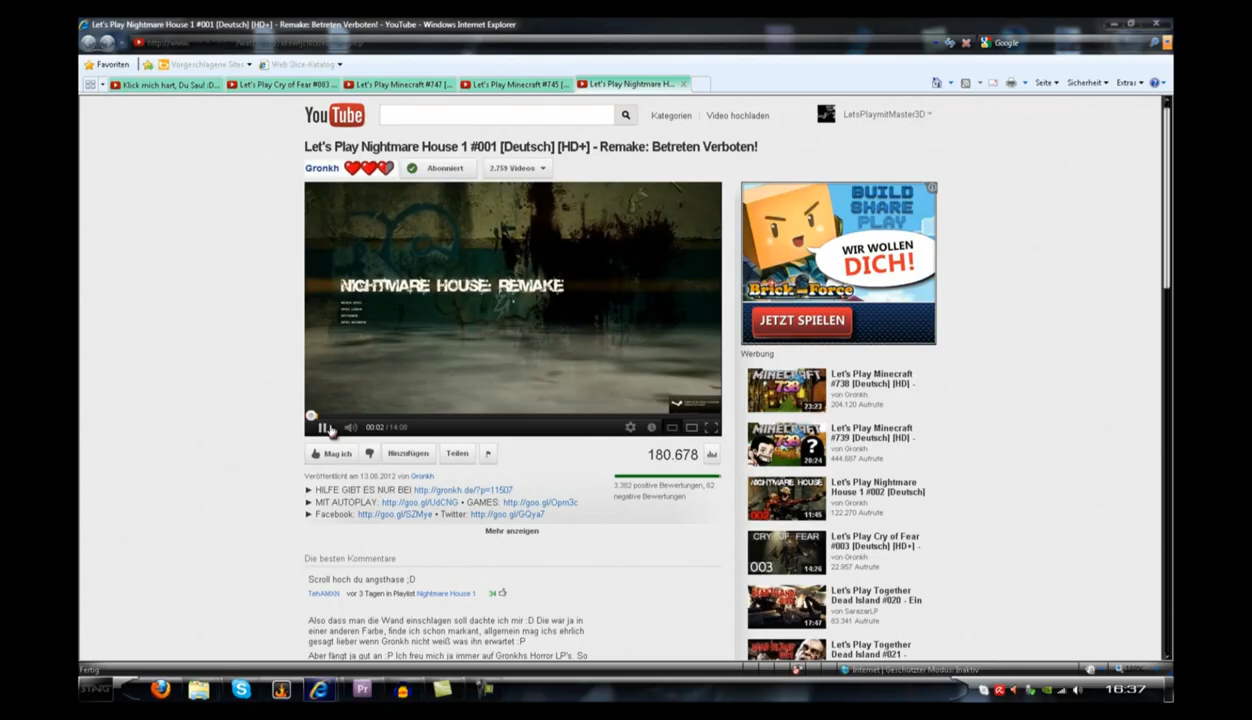 Let's Play Nightmare House 1 #001 [Deutsch] [HD+] - Remake: Betreten Verboten! - YouTube - Windows Internet Explorer
http://www.
Google
Favoriten
Vorgeschlagene Sites
Web Slice-Katalog
Klick mich hart, Du Sau! :D...
Let's Play Cry of Fear #003 ...
Let's Play Minecraft #747 [...
Let's Play Minecraft #745 [...
Let's Play Nightmare H...
Seite
Sicherheit
Extras
YouTube
Kategorien
Video hochladen
LetsPlaymitMaster3D
Let's Play Nightmare House 1 #001 [Deutsch] [HD+] - Remake: Betreten Verboten!
Gronkh
Abonniert
2.759 Videos
NIGHTMARE HOUSE: REMAKE
00:02 / 14:00
BUILD
SHARE
PLAY
WIR WOLLEN
DICH!
Brick-Force
JETZT SPIELEN
Werbung
Mag ich
Hinzufügen
Teilen
180.678
Veröffentlicht am 13.08.2012 von Gronkh
► HILFE GIBT ES NUR BEI http://gronkh.de/?p=11507
► MIT AUTOPLAY: http://goo.gl/UdCNG • GAMES: http://goo.gl/Opm3c
► Facebook: http://goo.gl/SZMye • Twitter: http://goo.gl/GQya7
3.382 positive Bewertungen, 62
negative Bewertungen
Mehr anzeigen
Die besten Kommentare
Scroll hoch du angsthase ;D
TehAMXN vor 3 Tagen in Playlist Nightmare House 1 34
Also dass man die Wand einschlagen soll dachte ich mir :D Die war ja in
einer anderen Farbe, finde ich schon markant, allgemein mag ichs ehrlich
gesagt lieber wenn Gronkh nicht weiß was ihn erwartet :P
Aber fängt ja gut an :P Ich freu mich ja immer auf Gronkhs Horror LP's. So
MINECRAFT
738
23:23
Let's Play Minecraft
#738 [Deutsch] [HD] -
von Gronkh
204.120 Aufrufe
MINECRAFT
?
20:24
Let's Play Minecraft
#739 [Deutsch] [HD] -
von Gronkh
444.687 Aufrufe
NIGHTMARE HOUSE
002
11:45
Let's Play Nightmare
House 1 #002 [Deutsch]
von Gronkh
122.270 Aufrufe
CRY OF FEAR
003
14:26
Let's Play Cry of Fear
#003 [Deutsch] [HD+] -
von Gronkh
22.957 Aufrufe
DEAD ISLAND
17:47
Let's Play Together
Dead Island #020 - Ein
von SarazarLP
83.341 Aufrufe
Let's Play Together
Dead Island #021 -
Fertig
Internet | Geschützter Modus: Inaktiv
Pr
16:37